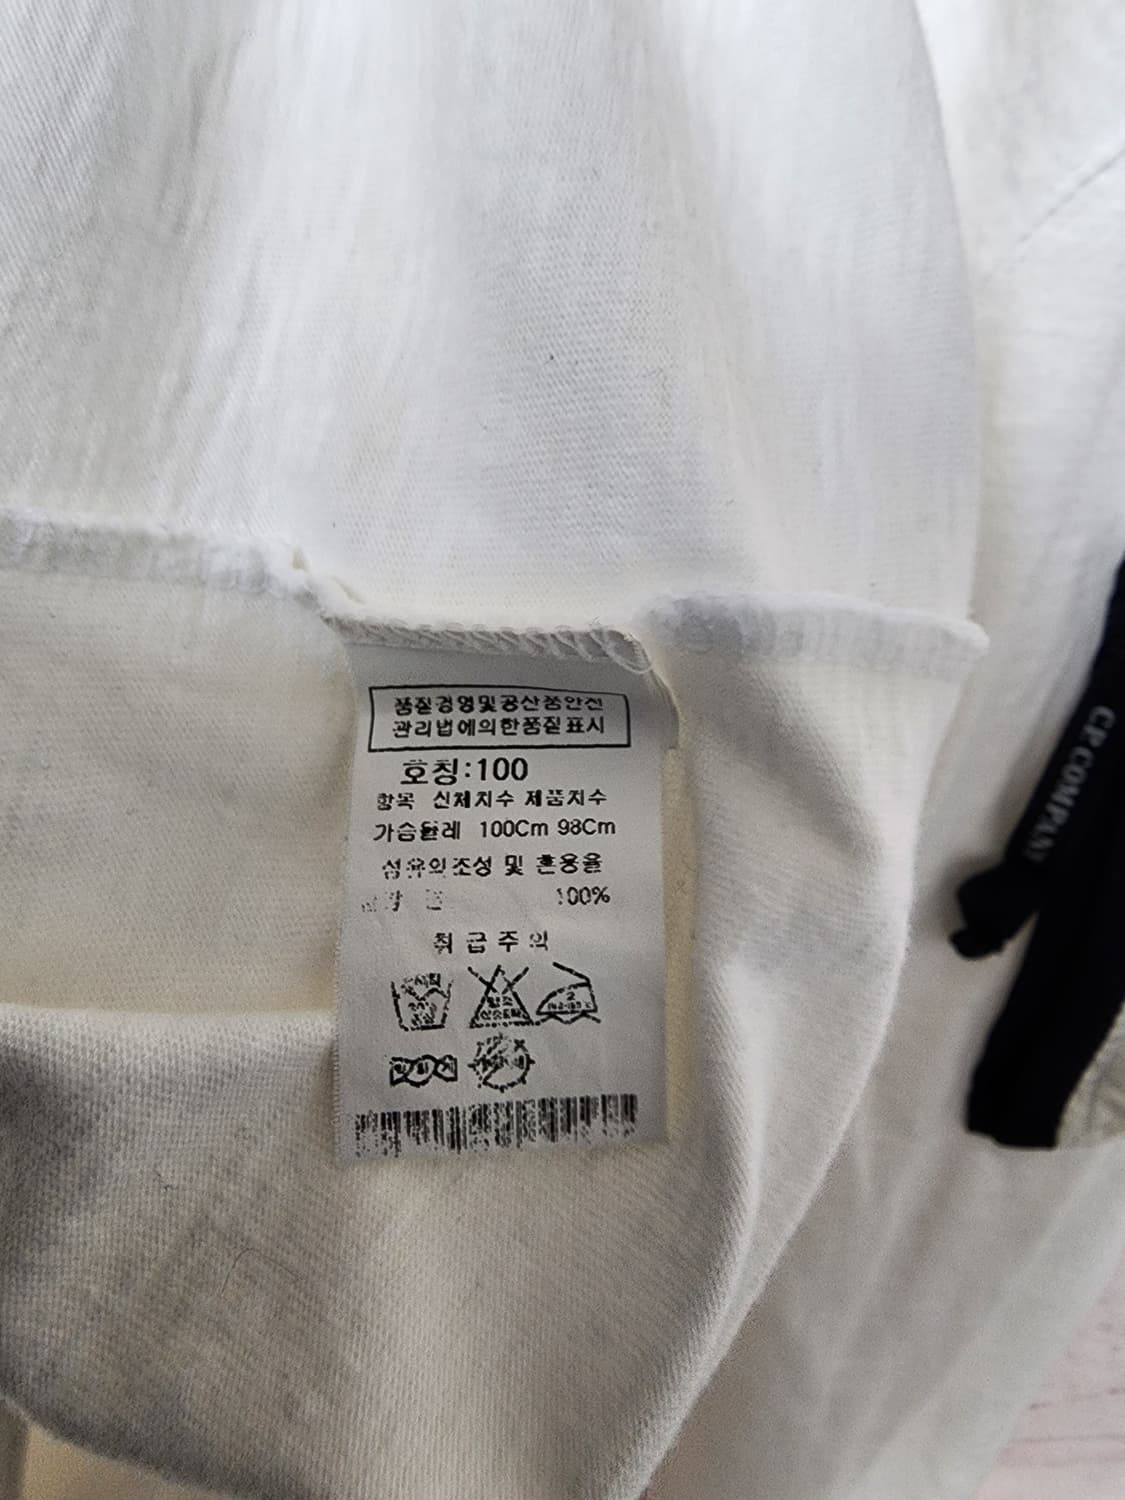 품질경영및공산품안전
관리법에의한품질표시
호칭:100
항목 신체치수 제품치수
가슴둘레 100Cm 98Cm
섬유의조성 및 혼용율
100%
취급주의
CP COMPANY